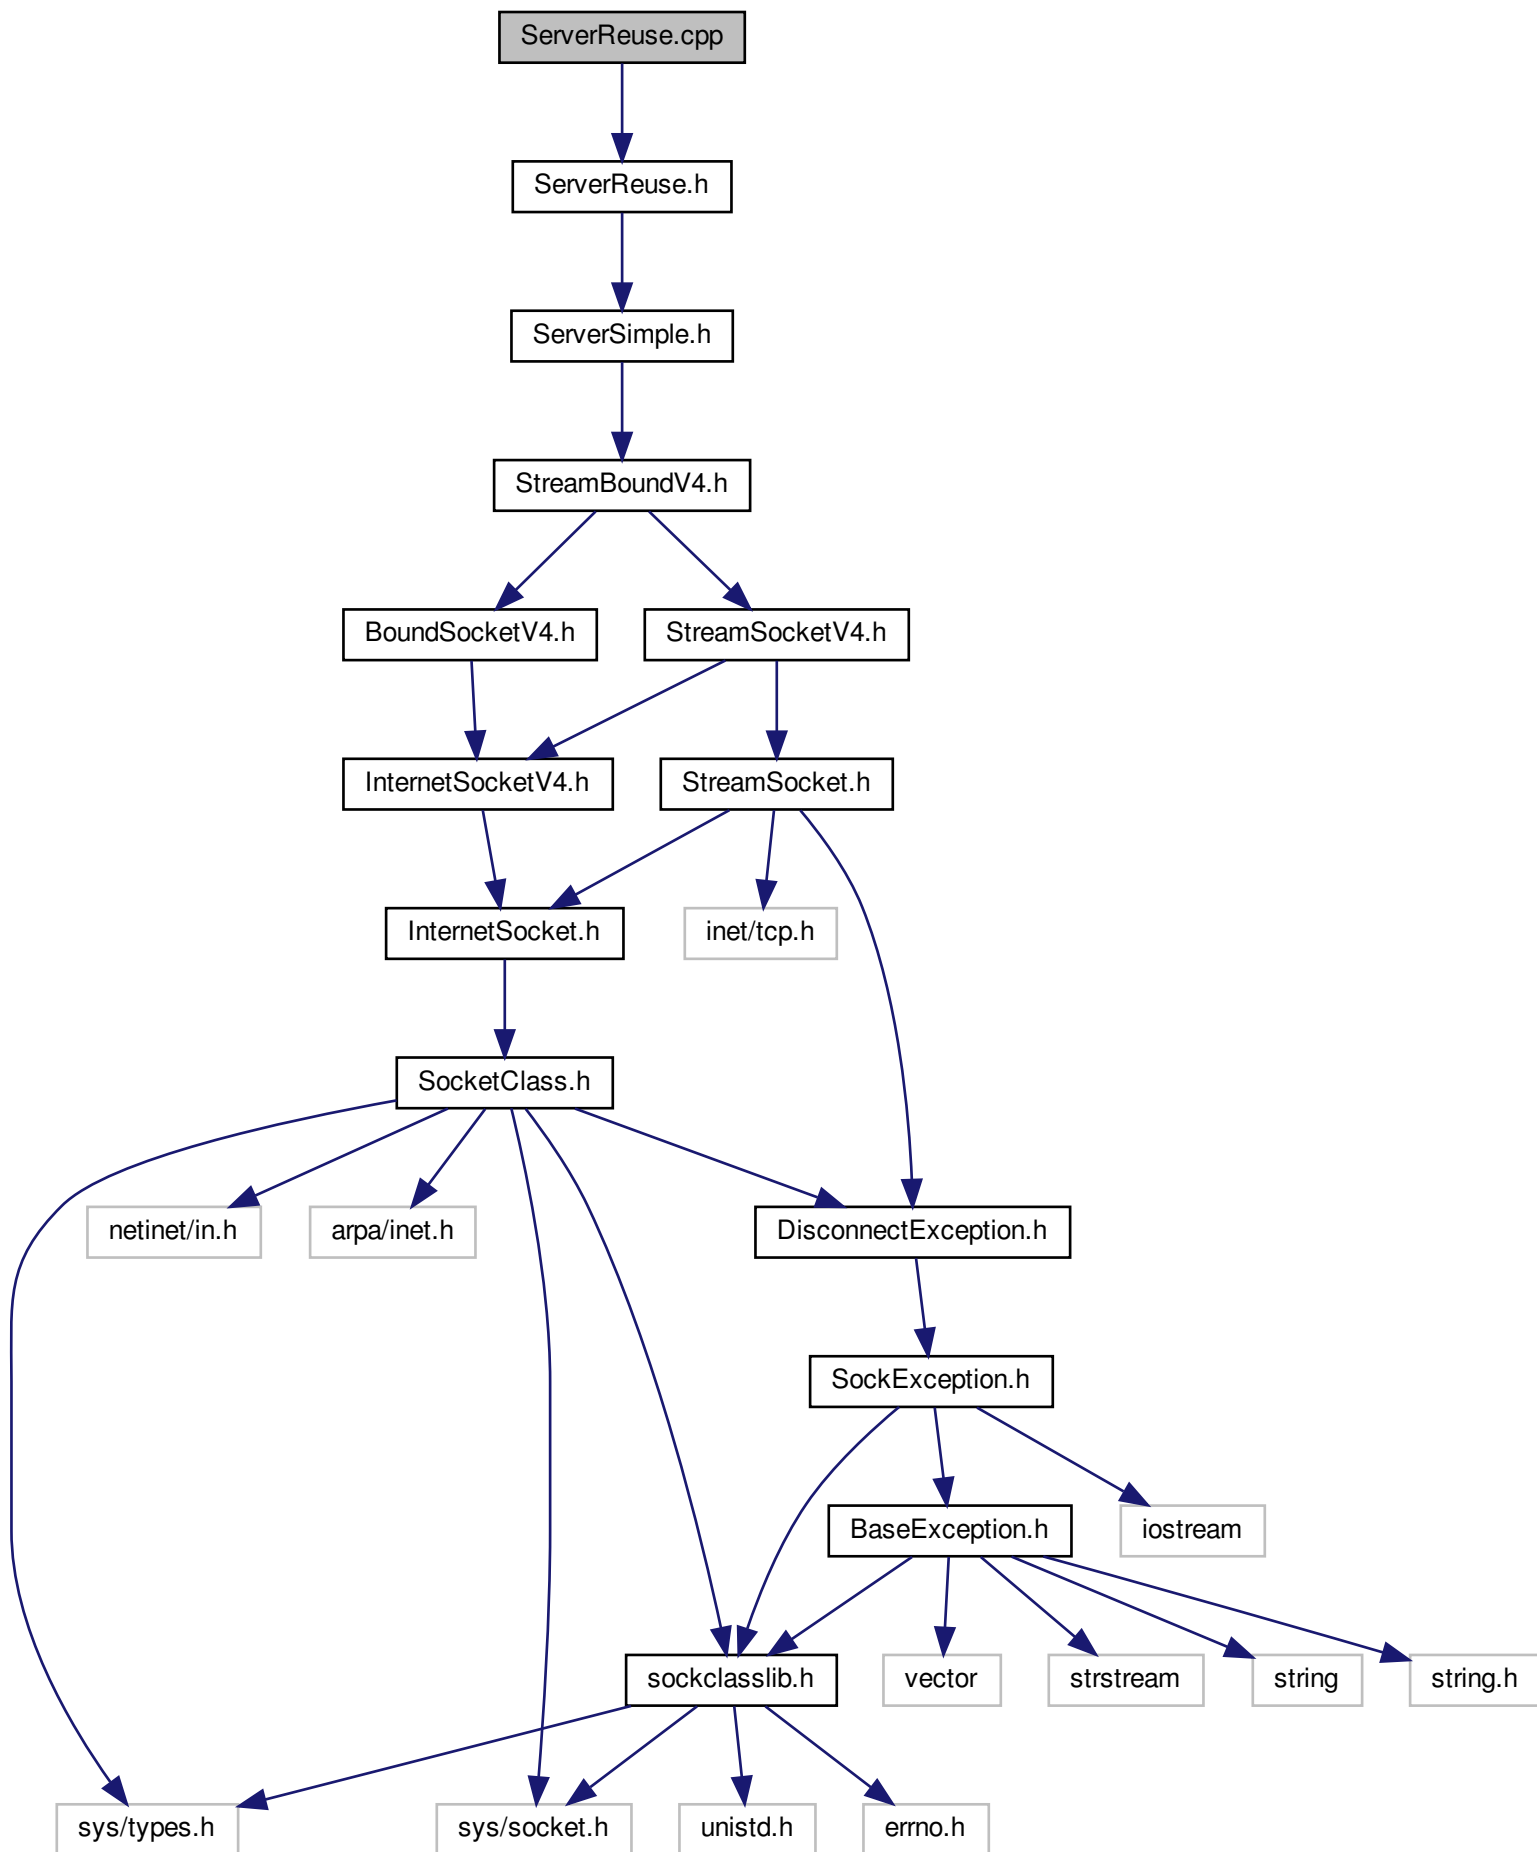 ServerReuse.cpp
ServerReuse.h
ServerSimple.h
StreamBoundV4.h
BoundSocketV4.h
StreamSocketV4.h
InternetSocketV4.h
StreamSocket.h
InternetSocket.h
inet/tcp.h
SocketClass.h
netinet/in.h
arpa/inet.h
DisconnectException.h
SockException.h
BaseException.h
iostream
sockclasslib.h
vector
strstream
string
string.h
sys/types.h
sys/socket.h
unistd.h
errno.h